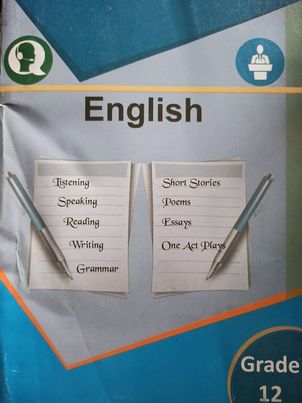 English
Listening
Speaking
Reading
Writing
Grammar
Short Stories
Poems
Essays
One Act Plays
Grade
12